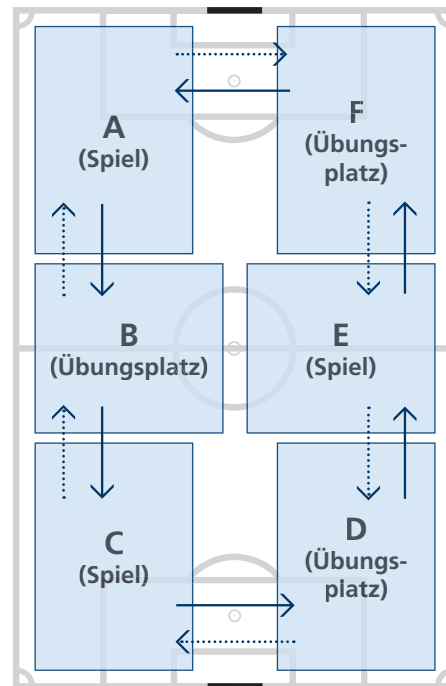 A
(Spiel)
F
(Übungs-
platz)
B
(Übungsplatz)
E
(Spiel)
C
(Spiel)
D
(Übungs-
platz)